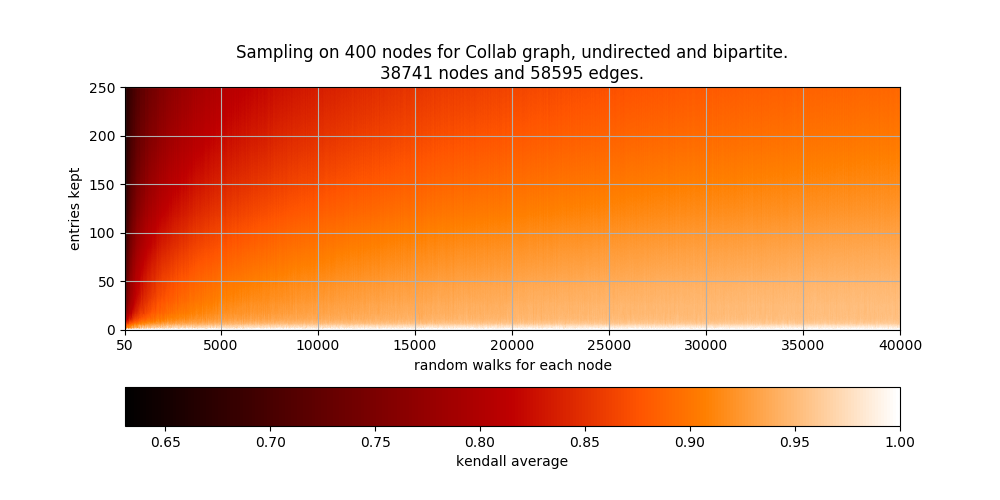 Sampling on 400 nodes for Collab graph, undirected and bipartite.
38741 nodes and 58595 edges.
250
200
150
100
50
0
entries kept
50 5000 10000 15000 20000 25000 30000 35000 40000
random walks for each node
0.65 0.70 0.75 0.80 0.85 0.90 0.95 1.00
kendall average